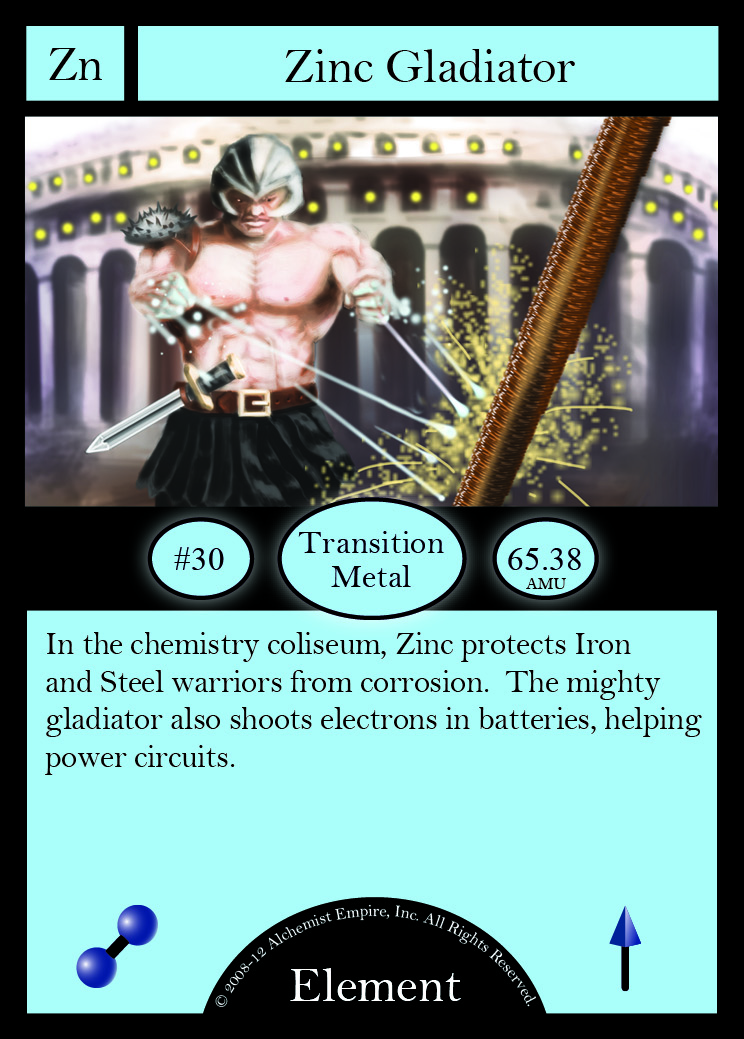 Zn
Zinc Gladiator
#30
Transition
Metal
65.38
AMU
In the chemistry coliseum, Zinc protects Iron
and Steel warriors from corrosion.  The mighty
gladiator also shoots electrons in batteries, helping
power circuits.
© 2008-12 Alchemist Empire, Inc. All Rights Reserved.
Element